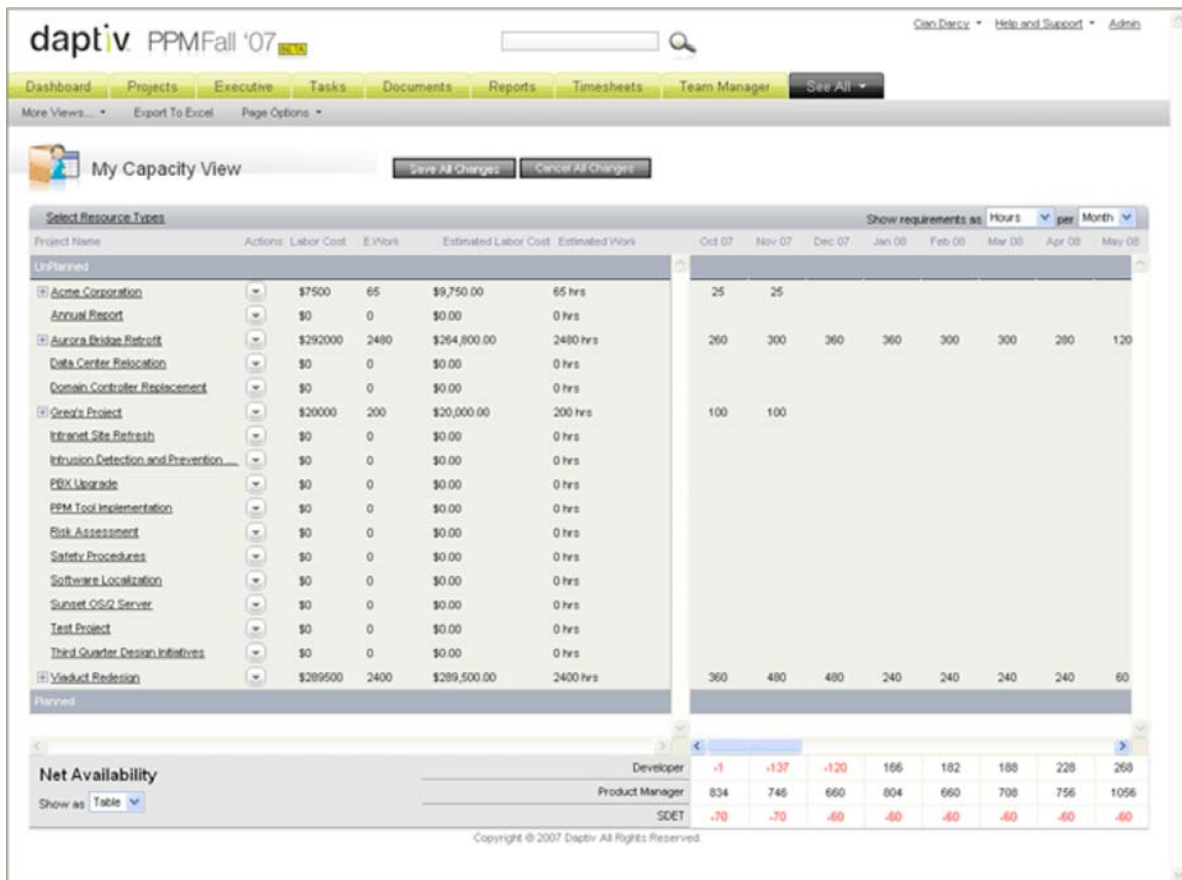 daptiv PPM Fall '07 BETA
Cian Darcy Help and Support Admin
Dashboard Projects Executive Tasks Documents Reports Timesheets Team Manager See All
More Views... Export To Excel Page Options
My Capacity View Save All Changes Cancel All Changes
Select Resource Types Show requirements as Hours per Month
Project Name Actions Labor Cost E.Work Estimated Labor Cost Estimated Work Oct 07 Nov 07 Dec 07 Jan 08 Feb 08 Mar 08 Apr 08 May 08
UnPlanned
Acme Corporation $7500 65 $9,750.00 65 hrs 25 25
Annual Report $0 0 $0.00 0 hrs
Aurora Bridge Retrofit $292000 2480 $264,800.00 2480 hrs 260 300 360 360 300 300 280 120
Data Center Relocation $0 0 $0.00 0 hrs
Domain Controller Replacement $0 0 $0.00 0 hrs
Greg's Project $20000 200 $20,000.00 200 hrs 100 100
Intranet Site Refresh $0 0 $0.00 0 hrs
Intrusion Detection and Prevention ... $0 0 $0.00 0 hrs
PBX Upgrade $0 0 $0.00 0 hrs
PPM Tool Implementation $0 0 $0.00 0 hrs
Risk Assessment $0 0 $0.00 0 hrs
Safety Procedures $0 0 $0.00 0 hrs
Software Localization $0 0 $0.00 0 hrs
Sunset OS/2 Server $0 0 $0.00 0 hrs
Test Project $0 0 $0.00 0 hrs
Third Quarter Design Initiatives $0 0 $0.00 0 hrs
Viaduct Redesign $289500 2400 $289,500.00 2400 hrs 360 480 480 240 240 240 240 60
Planned
Net Availability
Show as Table
Developer -1 -137 -120 166 182 188 228 268
Product Manager 834 746 660 804 660 708 756 1056
SDET -70 -70 -60 -60 -60 -60 -60 -60
Copyright © 2007 Daptiv All Rights Reserved.